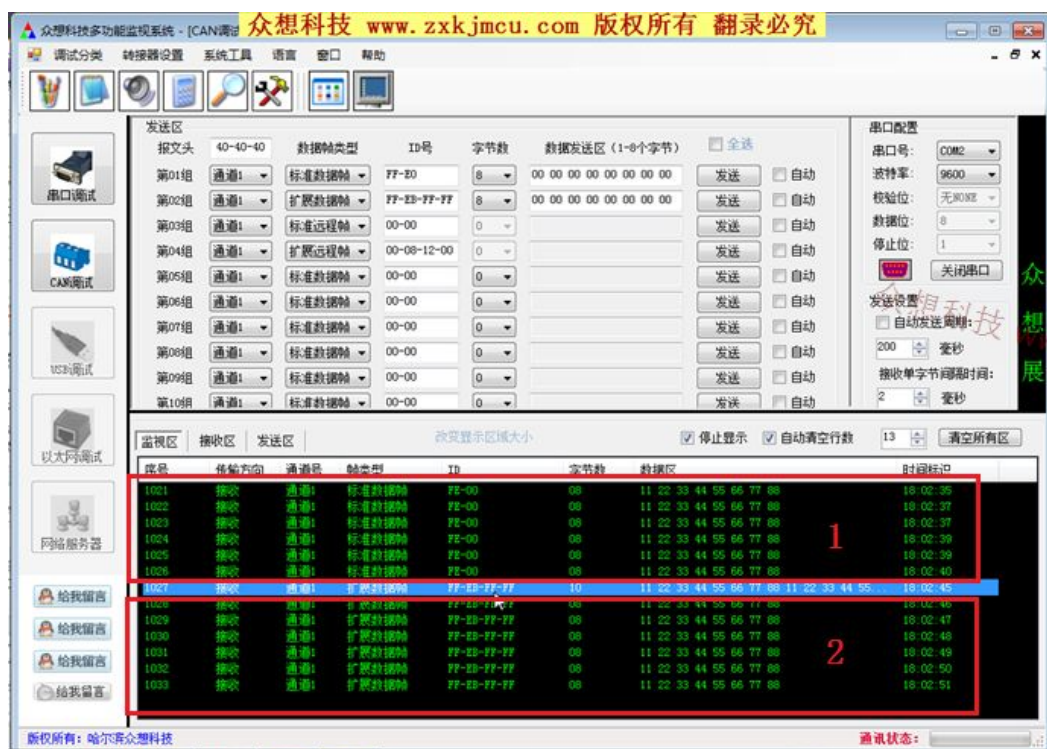 众想科技多功能监视系统 - [CAN调试
众想科技 www.zxkjmcu.com 版权所有 翻录必究
调试分类 转接器设置 系统工具 语言 窗口 帮助
串口调试
CAN调试
USB调试
以太网调试
网络服务器
给我留言
给我留言
给我留言
给我留言
发送区
报文头 40-40-40 数据帧类型 ID号 字节数 数据发送区（1-8个字节） 全选
第01组 通道1 标准数据帧 FF-E0 8 00 00 00 00 00 00 00 00 发送 自动
第02组 通道1 扩展数据帧 FF-EB-FF-FF 8 00 00 00 00 00 00 00 00 发送 自动
第03组 通道1 标准远程帧 00-00 0 发送 自动
第04组 通道1 扩展远程帧 00-08-12-00 0 发送 自动
第05组 通道1 标准数据帧 00-00 0 发送 自动
第06组 通道1 标准数据帧 00-00 0 发送 自动
第07组 通道1 标准数据帧 00-00 0 发送 自动
第08组 通道1 标准数据帧 00-00 0 发送 自动
第09组 通道1 标准数据帧 00-00 0 发送 自动
第10组 通道1 标准数据帧 00-00 0 发送 自动
串口配置
串口号: COM2
波特率: 9600
校验位: 无NONE
数据位: 8
停止位: 1
关闭串口
发送设置
自动发送周期:
200 毫秒
接收单字节间隔时间:
2 毫秒
众想科技
众
想
展
监视区 接收区 发送区 改变显示区域大小 停止显示 自动清空行数 13 清空所有区
序号 传输方向 通道号 帧类型 ID 字节数 数据区 时间标识
1021 接收 通道1 标准数据帧 FE-00 08 11 22 33 44 55 66 77 88 18:02:35
1022 接收 通道1 标准数据帧 FE-00 08 11 22 33 44 55 66 77 88 18:02:37
1023 接收 通道1 标准数据帧 FE-00 08 11 22 33 44 55 66 77 88 18:02:37
1024 接收 通道1 标准数据帧 FE-00 08 11 22 33 44 55 66 77 88 18:02:39
1025 接收 通道1 标准数据帧 FE-00 08 11 22 33 44 55 66 77 88 18:02:39
1026 接收 通道1 标准数据帧 FE-00 08 11 22 33 44 55 66 77 88 18:02:40
1
1027 接收 通道1 扩展数据帧 FF-EB-FF-FF 10 11 22 33 44 55 66 77 88 11 22 33 44 55... 18:02:45
1028 接收 通道1 扩展数据帧 FF-EB-FF-FF 08 11 22 33 44 55 66 77 88 18:02:46
1029 接收 通道1 扩展数据帧 FF-EB-FF-FF 08 11 22 33 44 55 66 77 88 18:02:47
1030 接收 通道1 扩展数据帧 FF-EB-FF-FF 08 11 22 33 44 55 66 77 88 18:02:48
1031 接收 通道1 扩展数据帧 FF-EB-FF-FF 08 11 22 33 44 55 66 77 88 18:02:49
1032 接收 通道1 扩展数据帧 FF-EB-FF-FF 08 11 22 33 44 55 66 77 88 18:02:50
1033 接收 通道1 扩展数据帧 FF-EB-FF-FF 08 11 22 33 44 55 66 77 88 18:02:51
2
版权所有: 哈尔滨众想科技 通讯状态: